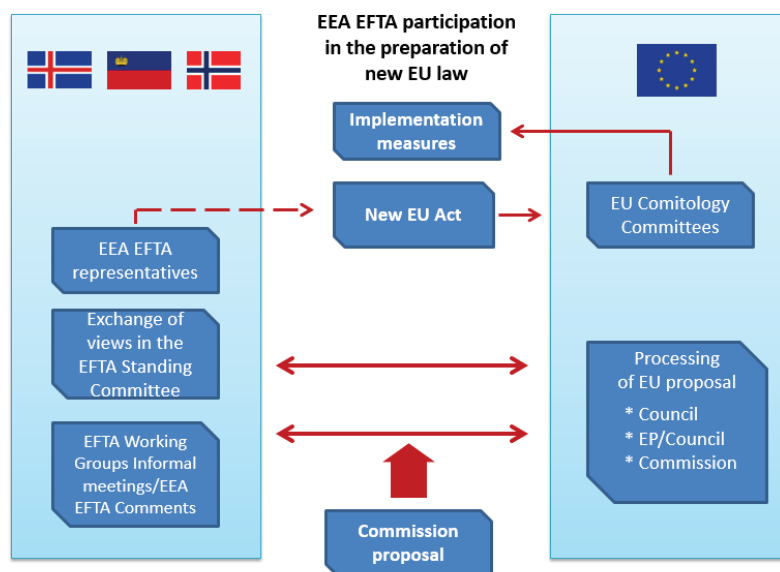 EEA EFTA participation
in the preparation of
new EU law
Implementation
measures
New EU Act
EU Comitology
Committees
EEA EFTA
representatives
Exchange of
views in the
EFTA Standing
Committee
EFTA Working
Groups Informal
meetings/EEA
EFTA Comments
Processing
of EU proposal
* Council
* EP/Council
* Commission
Commission
proposal